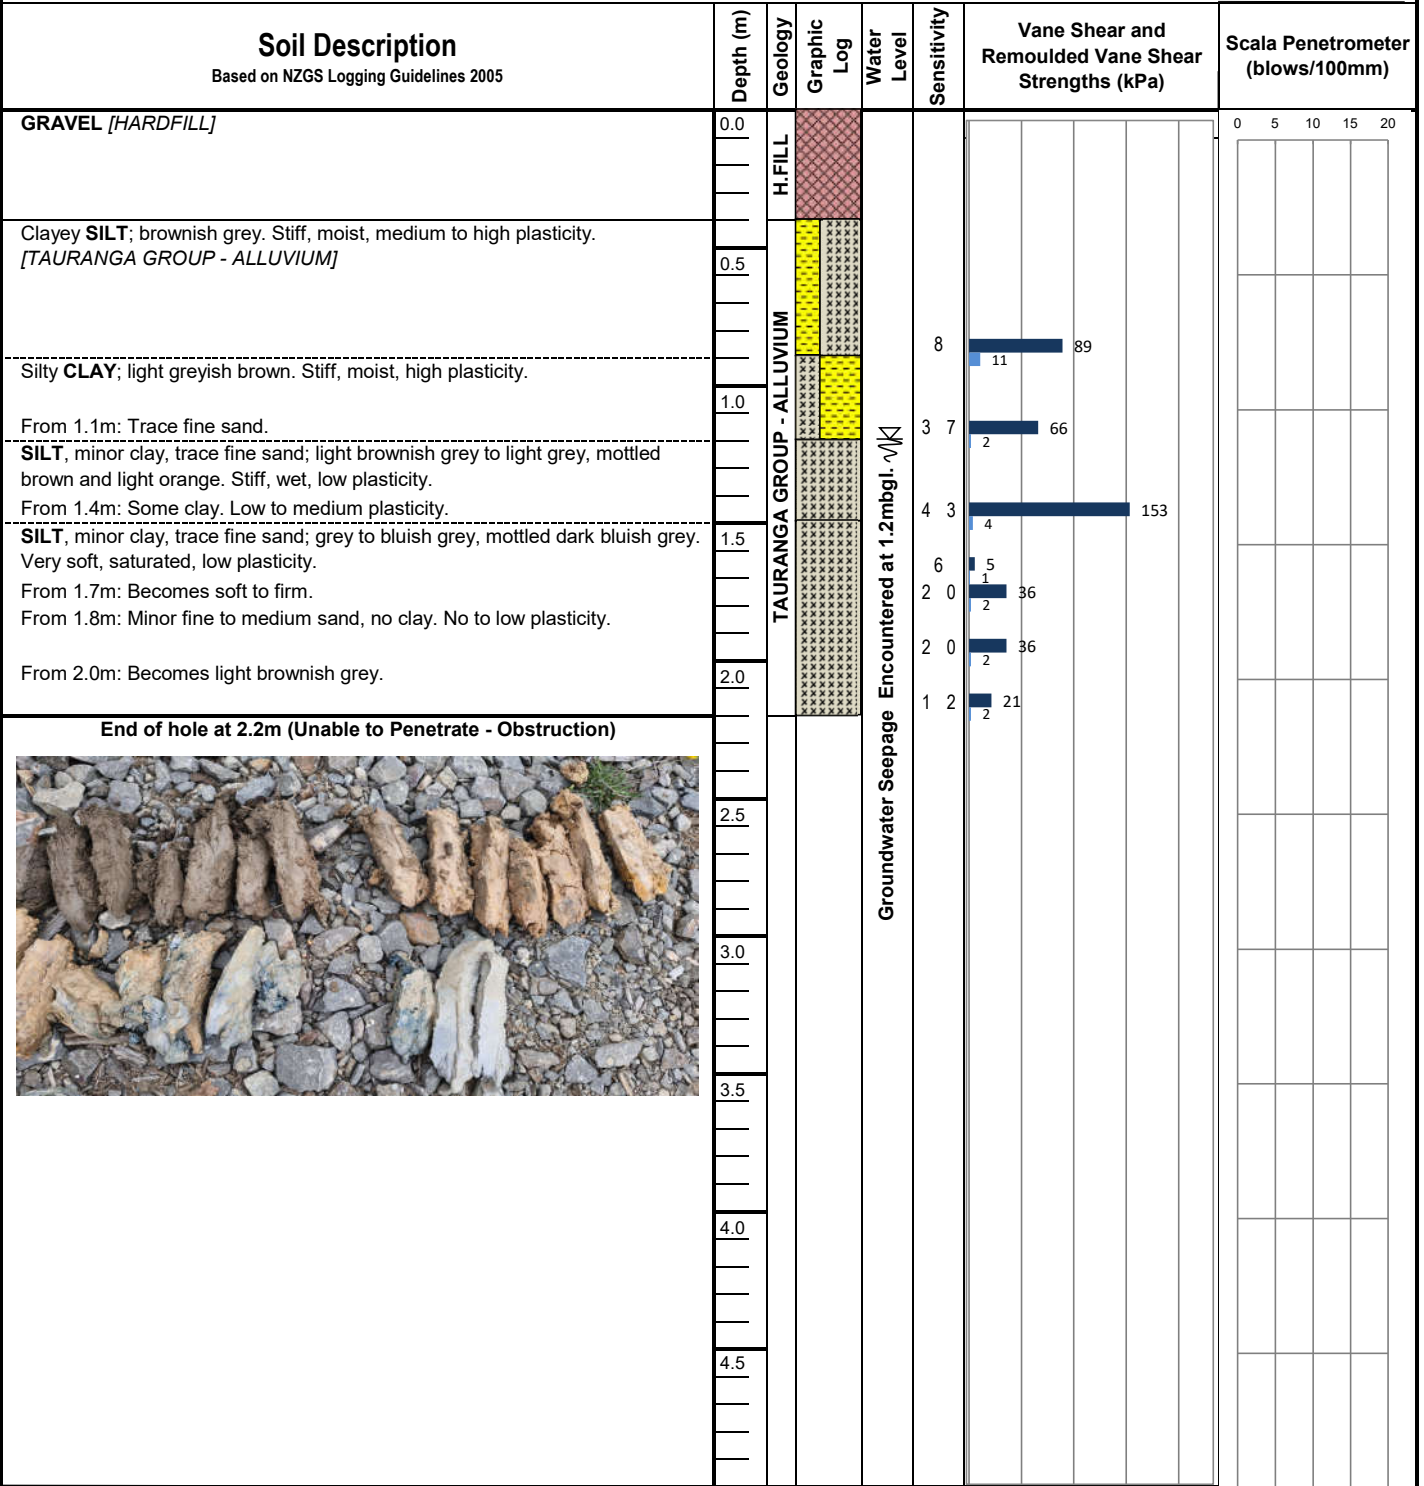 Soil Description
Based on NZGS Logging Guidelines 2005
Depth (m)
Geology
Graphic Log
Water Level
Sensitivity
Vane Shear and
Remoulded Vane Shear
Strengths (kPa)
Scala Penetrometer
(blows/100mm)
0 5 10 15 20
GRAVEL [HARDFILL]
0.0
H.FILL
Clayey SILT; brownish grey. Stiff, moist, medium to high plasticity.
[TAURANGA GROUP - ALLUVIUM]
0.5
TAURANGA GROUP - ALLUVIUM
8 89
11
Silty CLAY; light greyish brown. Stiff, moist, high plasticity.
1.0
From 1.1m: Trace fine sand.
3 7 66
2
SILT, minor clay, trace fine sand; light brownish grey to light grey, mottled
brown and light orange. Stiff, wet, low plasticity.
From 1.4m: Some clay. Low to medium plasticity.
4 3 153
4
SILT, minor clay, trace fine sand; grey to bluish grey, mottled dark bluish grey.
1.5
Very soft, saturated, low plasticity.
6 5
1
From 1.7m: Becomes soft to firm.
2 0 36
2
From 1.8m: Minor fine to medium sand, no clay. No to low plasticity.
2 0 36
2
From 2.0m: Becomes light brownish grey.
2.0
1 2 21
2
Groundwater Seepage Encountered at 1.2mbgl.
End of hole at 2.2m (Unable to Penetrate - Obstruction)
2.5
3.0
3.5
4.0
4.5